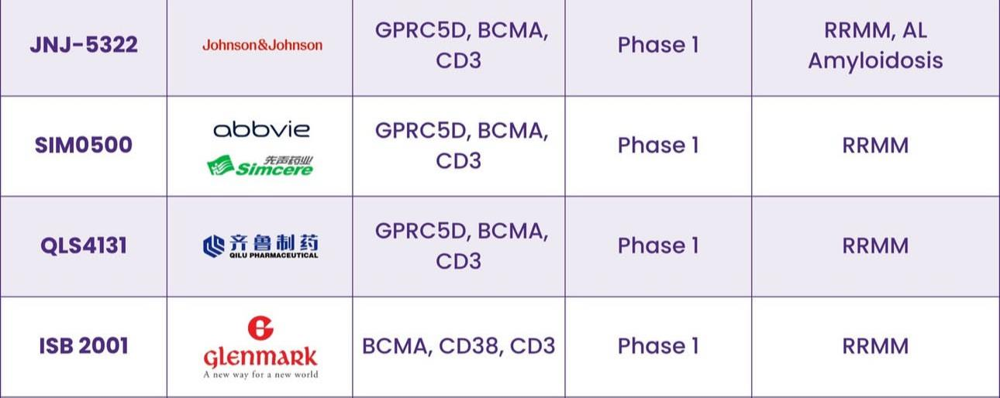 JNJ-5322
Johnson&Johnson
GPRC5D, BCMA,
CD3
Phase 1
RRMM, AL
Amyloidosis
SIM0500
abbvie
先声药业
Simcere
GPRC5D, BCMA,
CD3
Phase 1
RRMM
QLS4131
齐鲁制药
QILU PHARMACEUTICAL
GPRC5D, BCMA,
CD3
Phase 1
RRMM
ISB 2001
glenmark
A new way for a new world
BCMA, CD38, CD3
Phase 1
RRMM